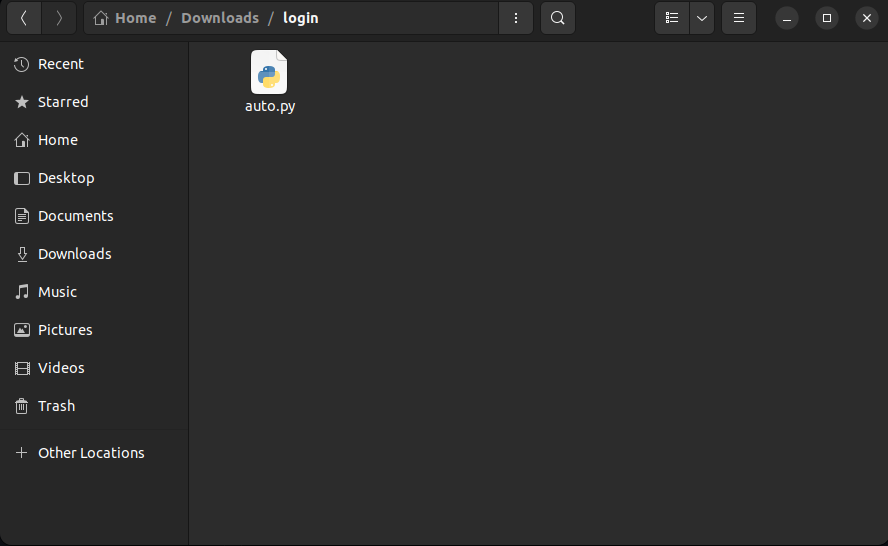 Home / Downloads / login
Recent
Starred
Home
Desktop
Documents
Downloads
Music
Pictures
Videos
Trash
Other Locations
auto.py